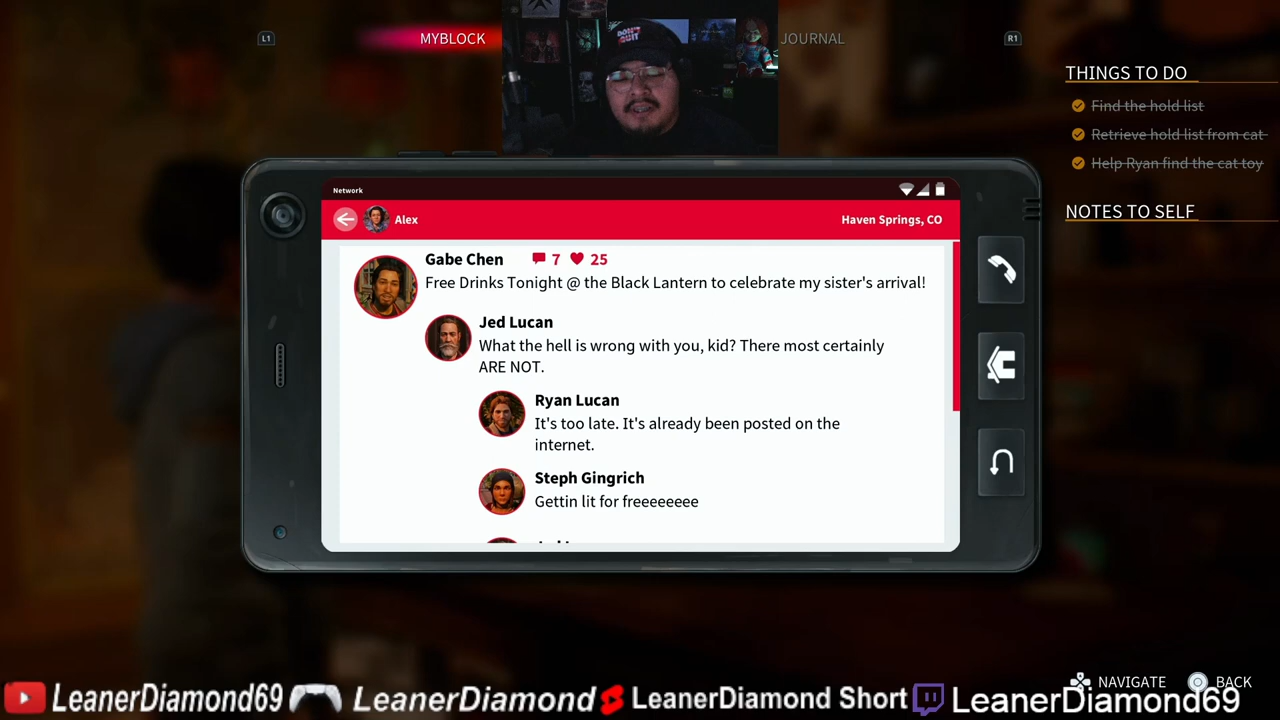 L1
MYBLOCK
DON'T
QUIT
JOURNAL
R1
THINGS TO DO
Find the hold list
Retrieve hold list from cat
Help Ryan find the cat toy
NOTES TO SELF
Network
Alex
Haven Springs, CO
Gabe Chen 7 25
Free Drinks Tonight @ the Black Lantern to celebrate my sister's arrival!
Jed Lucan
What the hell is wrong with you, kid? There most certainly
ARE NOT.
Ryan Lucan
It's too late. It's already been posted on the
internet.
Steph Gingrich
Gettin lit for freeeeeeee
NAVIGATE
BACK
LeanerDiamond69 LeanerDiamond LeanerDiamond Short LeanerDiamond69